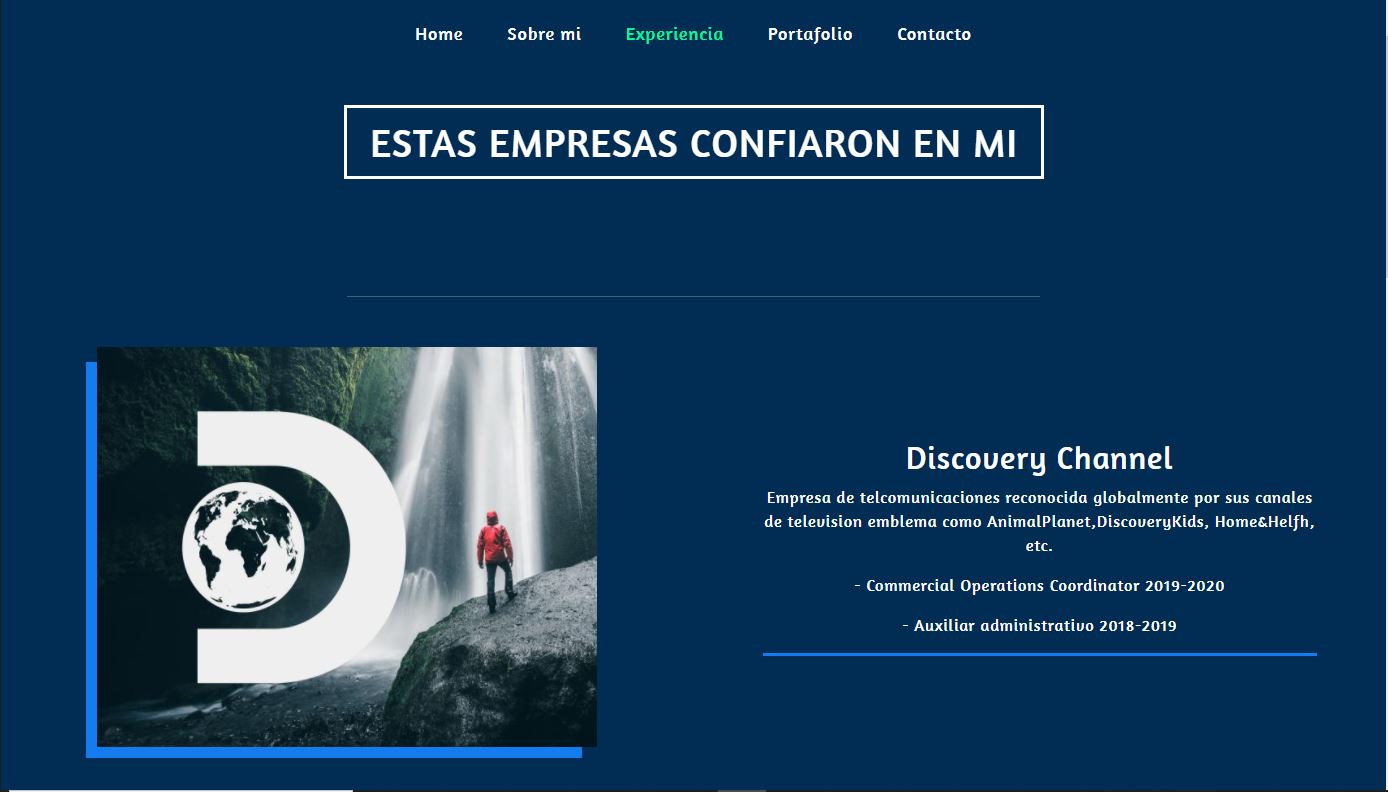 Home Sobre mi Experiencia Portafolio Contacto
ESTAS EMPRESAS CONFIARON EN MI
Discovery Channel
Empresa de telcomunicaciones reconocida globalmente por sus canales
de television emblema como AnimalPlanet,DiscoveryKids, Home&Helfh,
etc.
- Commercial Operations Coordinator 2019-2020
- Auxiliar administrativo 2018-2019